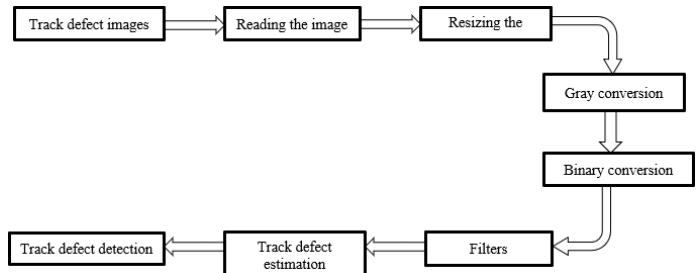 Track defect images
Reading the image
Resizing the
Gray conversion
Binary conversion
Filters
Track defect
estimation
Track defect detection